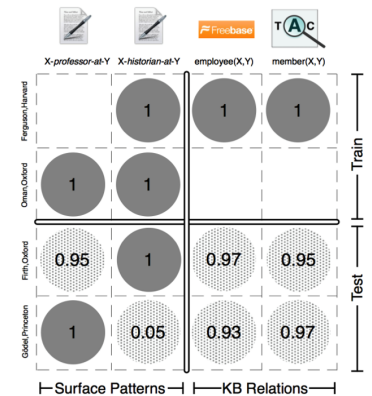 Freebase
T A C
X-professor-at-Y X-historian-at-Y employee(X,Y) member(X,Y)
Ferguson,Harvard
1 1 1
Oman,Oxford
1 1
Train
Firth,Oxford
0.95 1 0.97 0.95
Gödel,Princeton
1 0.05 0.93 0.97
Test
Surface Patterns KB Relations